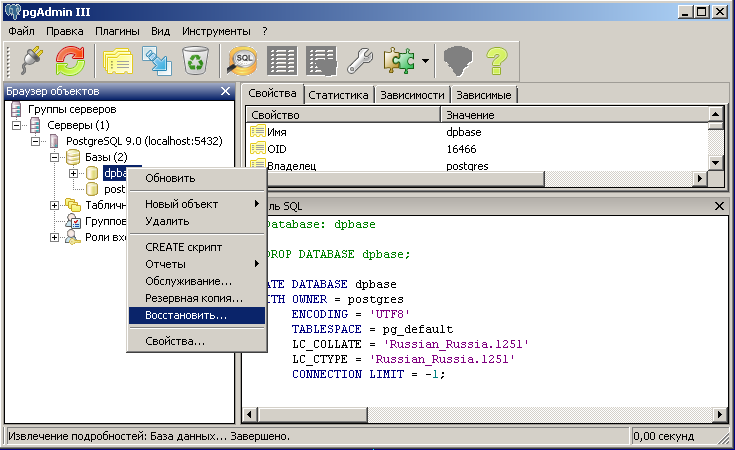 pgAdmin III
Файл Правка Плагины Вид Инструменты ?
SQL
Браузер объектов
Группы серверов
Серверы (1)
PostgreSQL 9.0 (localhost:5432)
Базы (2)
dpba
post
Табличн
Группов
Роли вхо
Обновить
Новый объект
Удалить
CREATE скрипт
Отчеты
Обслуживание...
Резервная копия...
Восстановить...
Свойства...
Свойства Статистика Зависимости Зависимые
Свойство Значение
Имя dpbase
OID 16466
Владелец postgres
ль SQL
Database: dpbase
DROP DATABASE dpbase;
ATE DATABASE dpbase
ITH OWNER = postgres
ENCODING = 'UTF8'
TABLESPACE = pg_default
LC_COLLATE = 'Russian_Russia.1251'
LC_CTYPE = 'Russian_Russia.1251'
CONNECTION LIMIT = -1;
Извлечение подробностей: База данных... Завершено. 0,00 секунд